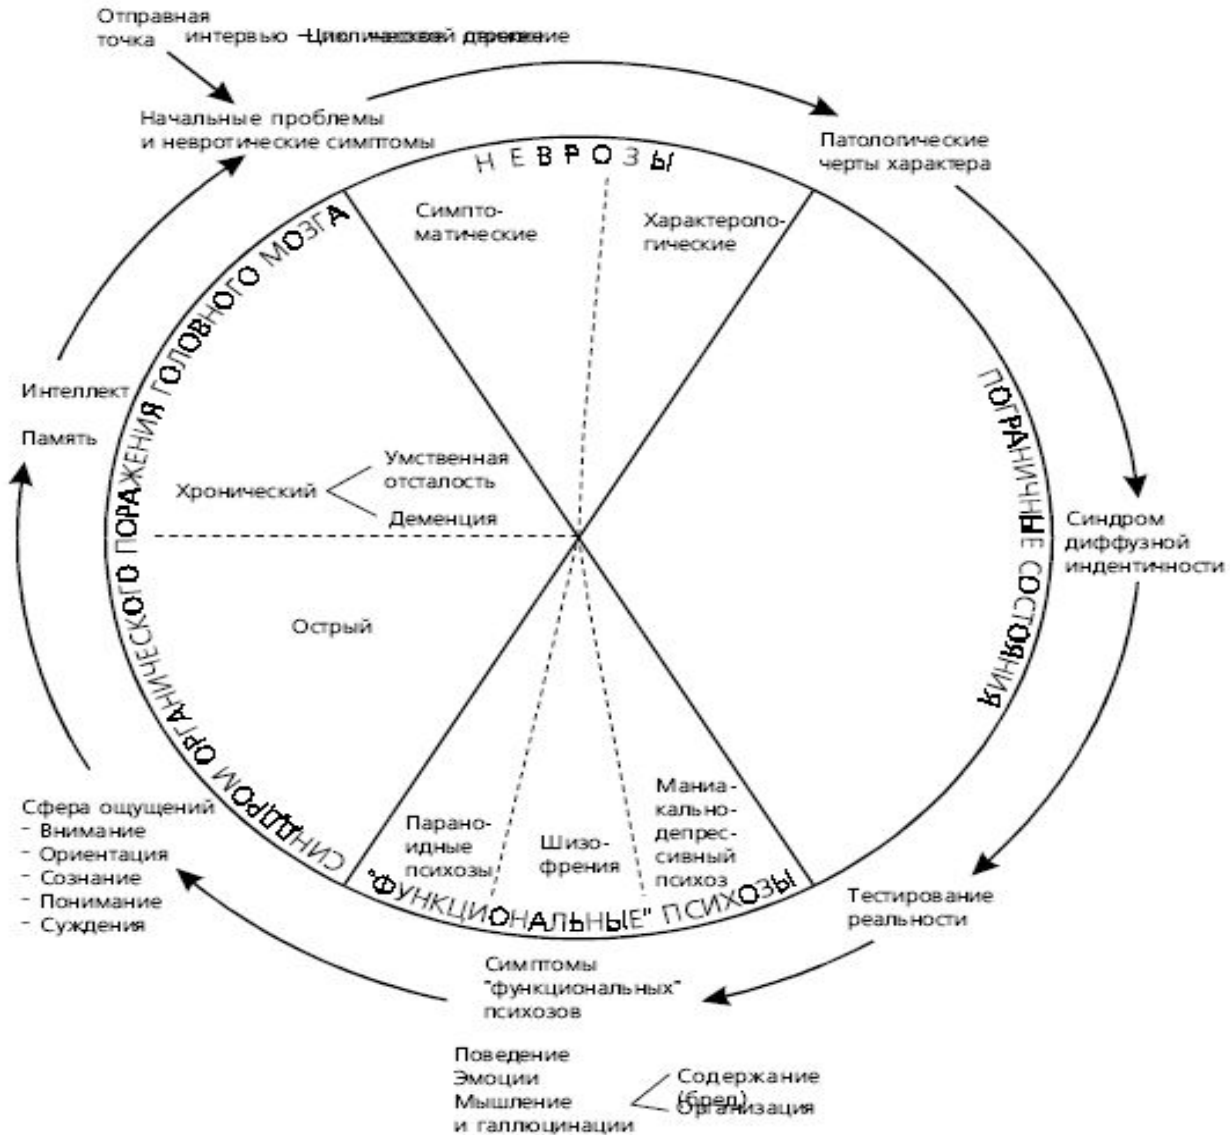 Отправная
точка
интервью –
Начальные проблемы
и невротические симптомы
Патологические
черты характера
НЕВРОЗЫ
Симпто-
матические
Характероло-
гические
СИНДДРОМ ОРГАНИЧЕСКОГО ПОРАЖЕНИЯ ГОЛОВНОГО МОЗГА
ПОГРАНИЧНЫЕ СОСТОЯНИЯ
Интеллект
Память
Хронический
Умственная
отсталость
Деменция
Синдром
диффузной
индентичности
Острый
Сфера ощущений
- Внимание
- Ориентация
- Сознание
- Понимание
- Суждения
Парано-
идные
психозы
Шизо-
френия
Маниа-
кально-
депрес-
сивный
психоз
"ФУНКЦИОНАЛЬНЫЕ" ПСИХОЗЫ
Тестирование
реальности
Симптомы
"функциональных"
психозов
Поведение
Эмоции
Мышление
и галлюцинации
Содержание
(бред)
Организация